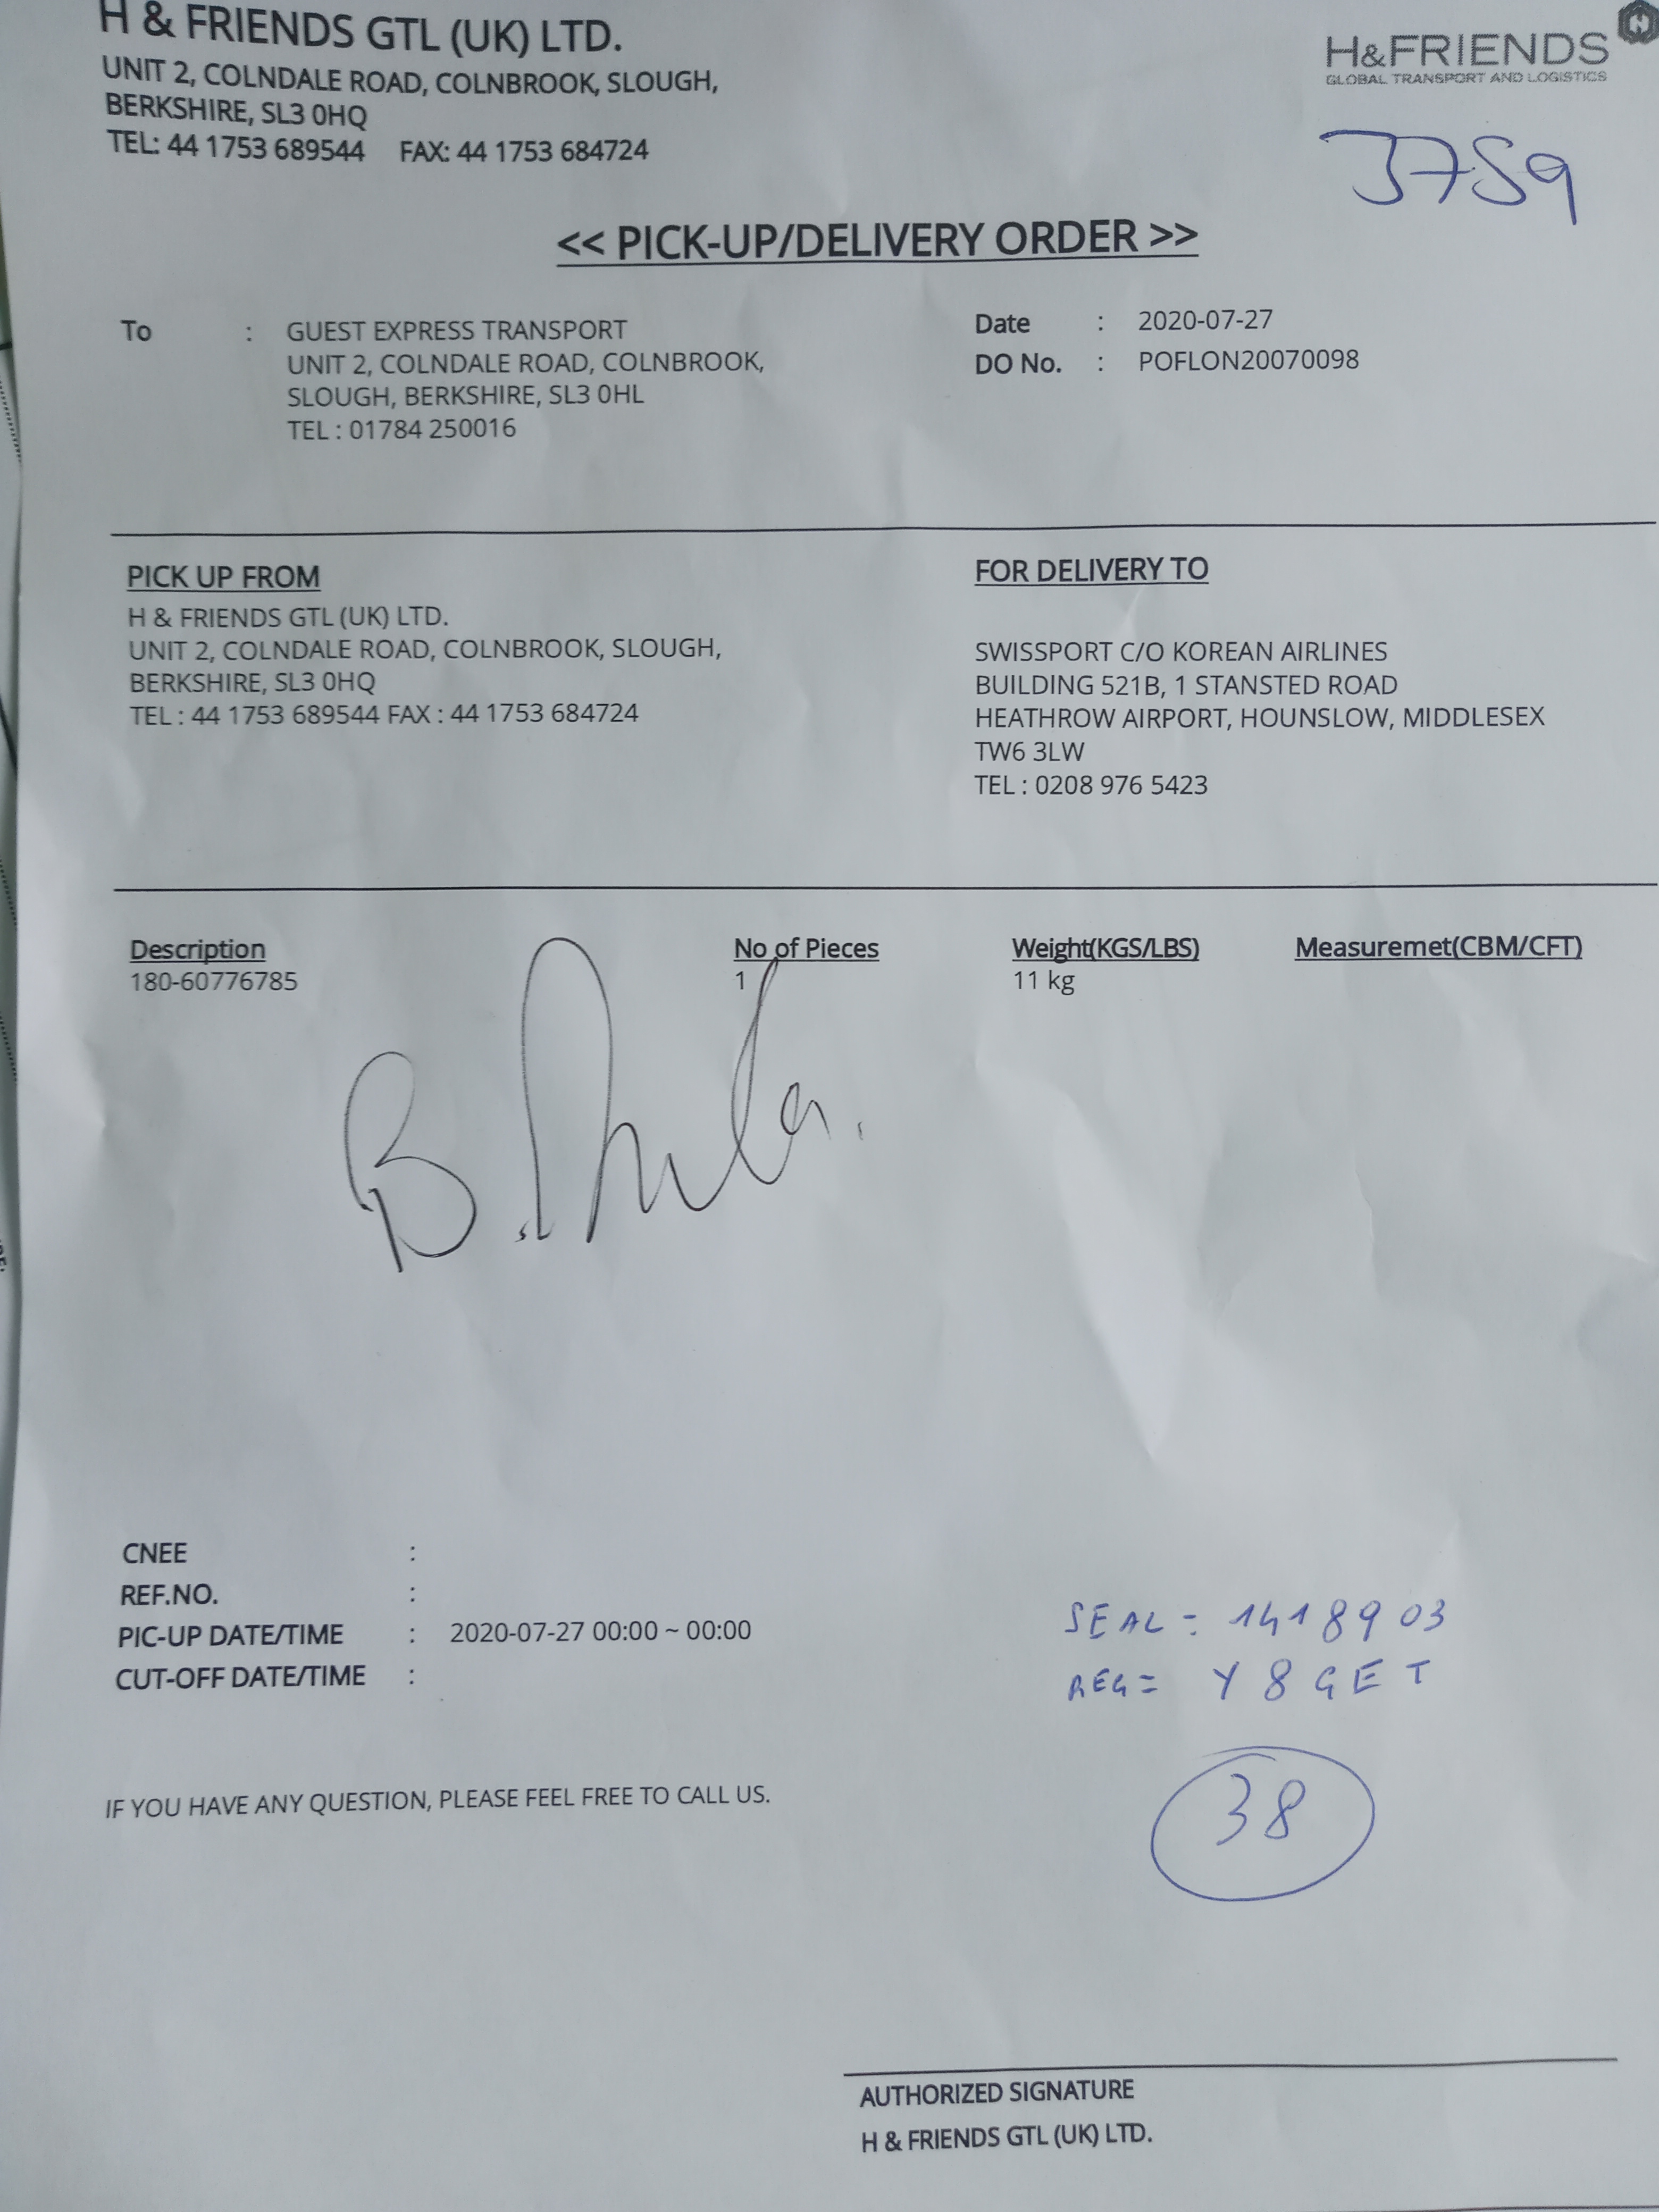 H & FRIENDS GTL (UK) LTD.
UNIT 2, COLNDALE ROAD, COLNBROOK, SLOUGH,
BERKSHIRE, SL3 0HQ
TEL: 44 1753 689544 FAX: 44 1753 684724
H&FRIENDS
GLOBAL TRANSPORT AND LOGISTICS
3759
<< PICK-UP/DELIVERY ORDER >>
To : GUEST EXPRESS TRANSPORT
UNIT 2, COLNDALE ROAD, COLNBROOK,
SLOUGH, BERKSHIRE, SL3 0HL
TEL : 01784 250016
Date : 2020-07-27
DO No. : POFLON20070098
PICK UP FROM
H & FRIENDS GTL (UK) LTD.
UNIT 2, COLNDALE ROAD, COLNBROOK, SLOUGH,
BERKSHIRE, SL3 0HQ
TEL : 44 1753 689544 FAX : 44 1753 684724
FOR DELIVERY TO
SWISSPORT C/O KOREAN AIRLINES
BUILDING 521B, 1 STANSTED ROAD
HEATHROW AIRPORT, HOUNSLOW, MIDDLESEX
TW6 3LW
TEL : 0208 976 5423
Description No of Pieces Weight(KGS/LBS) Measuremet(CBM/CFT)
180-60776785 1 11 kg
CNEE :
REF.NO. :
PIC-UP DATE/TIME : 2020-07-27 00:00 ~ 00:00
CUT-OFF DATE/TIME :
SEAL = 1418903
REG = Y8GET
38
IF YOU HAVE ANY QUESTION, PLEASE FEEL FREE TO CALL US.
AUTHORIZED SIGNATURE
H & FRIENDS GTL (UK) LTD.